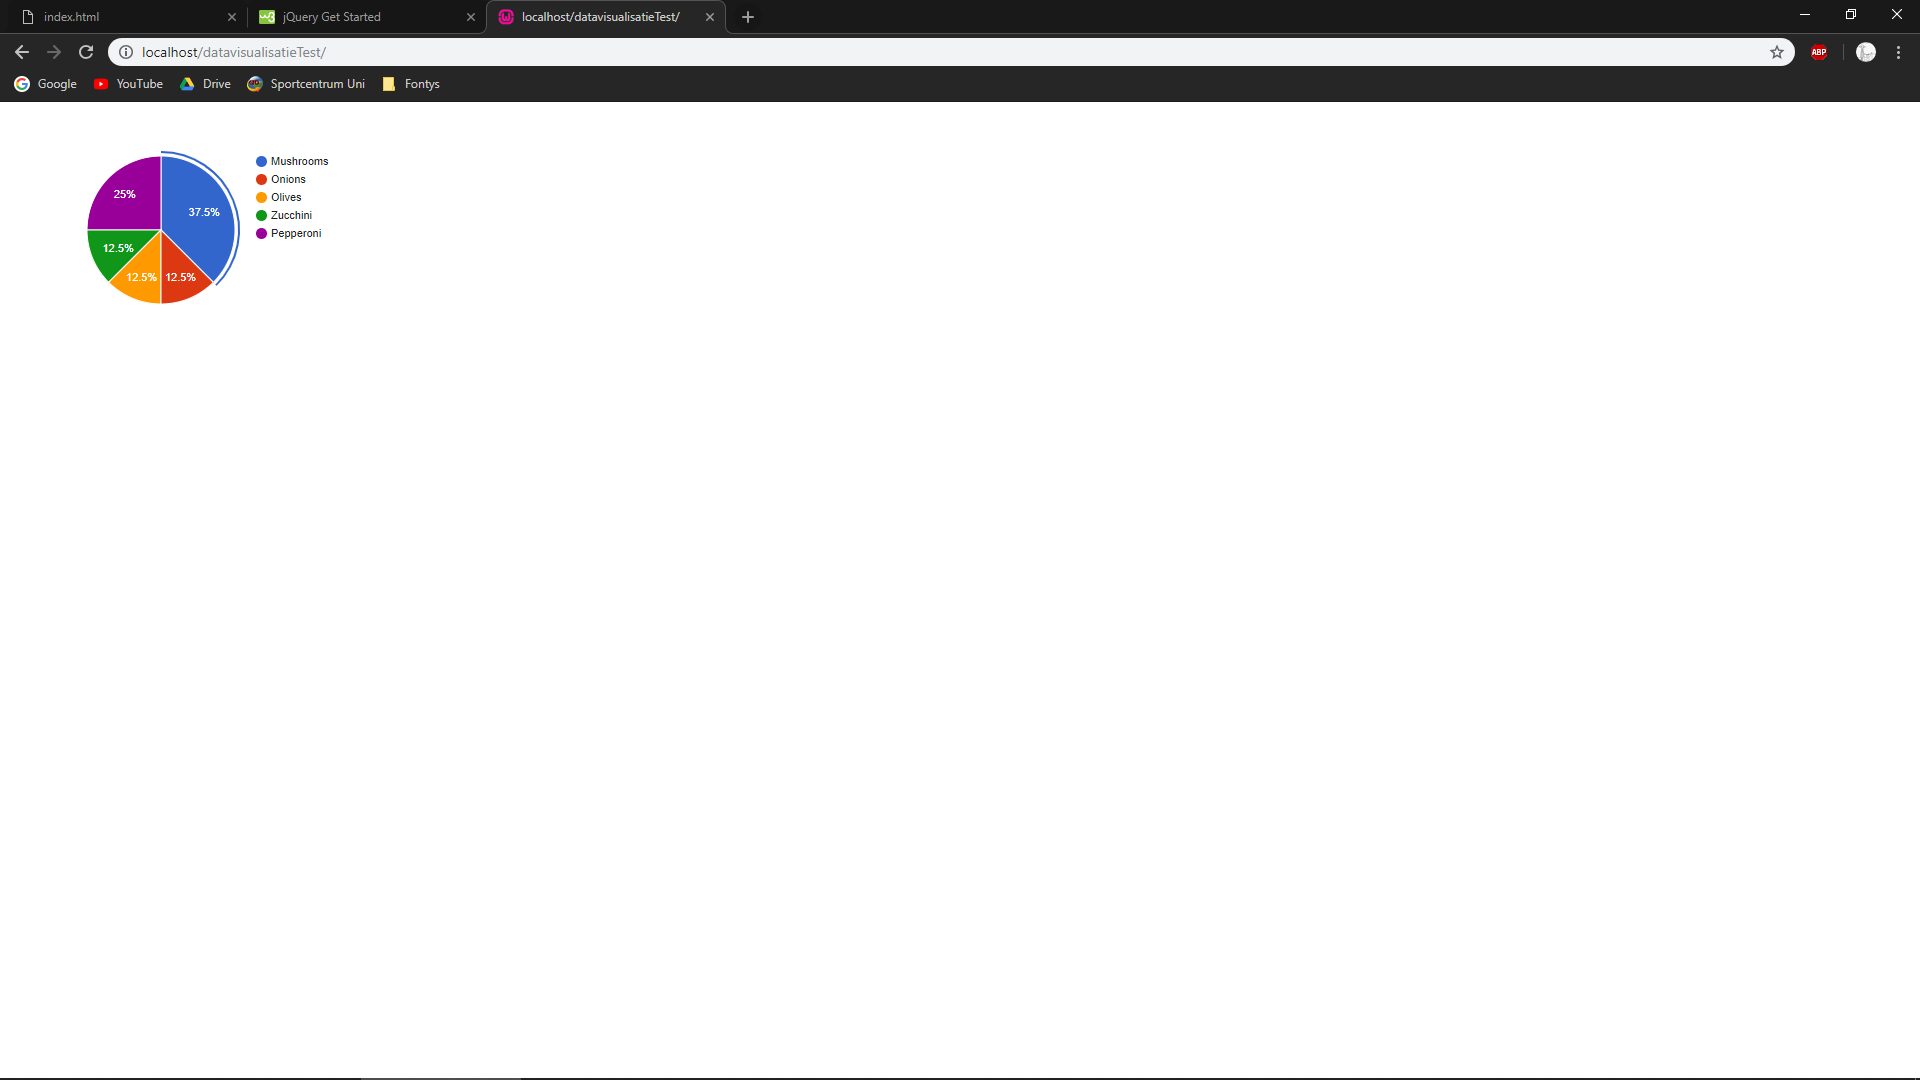 index.html
jQuery Get Started
localhost/datavisualisatieTest/
localhost/datavisualisatieTest/
ABP
Google
YouTube
Drive
Sportcentrum Uni
Fontys
Mushrooms
Onions
Olives
Zucchini
Pepperoni
25%
37.5%
12.5%
12.5%
12.5%